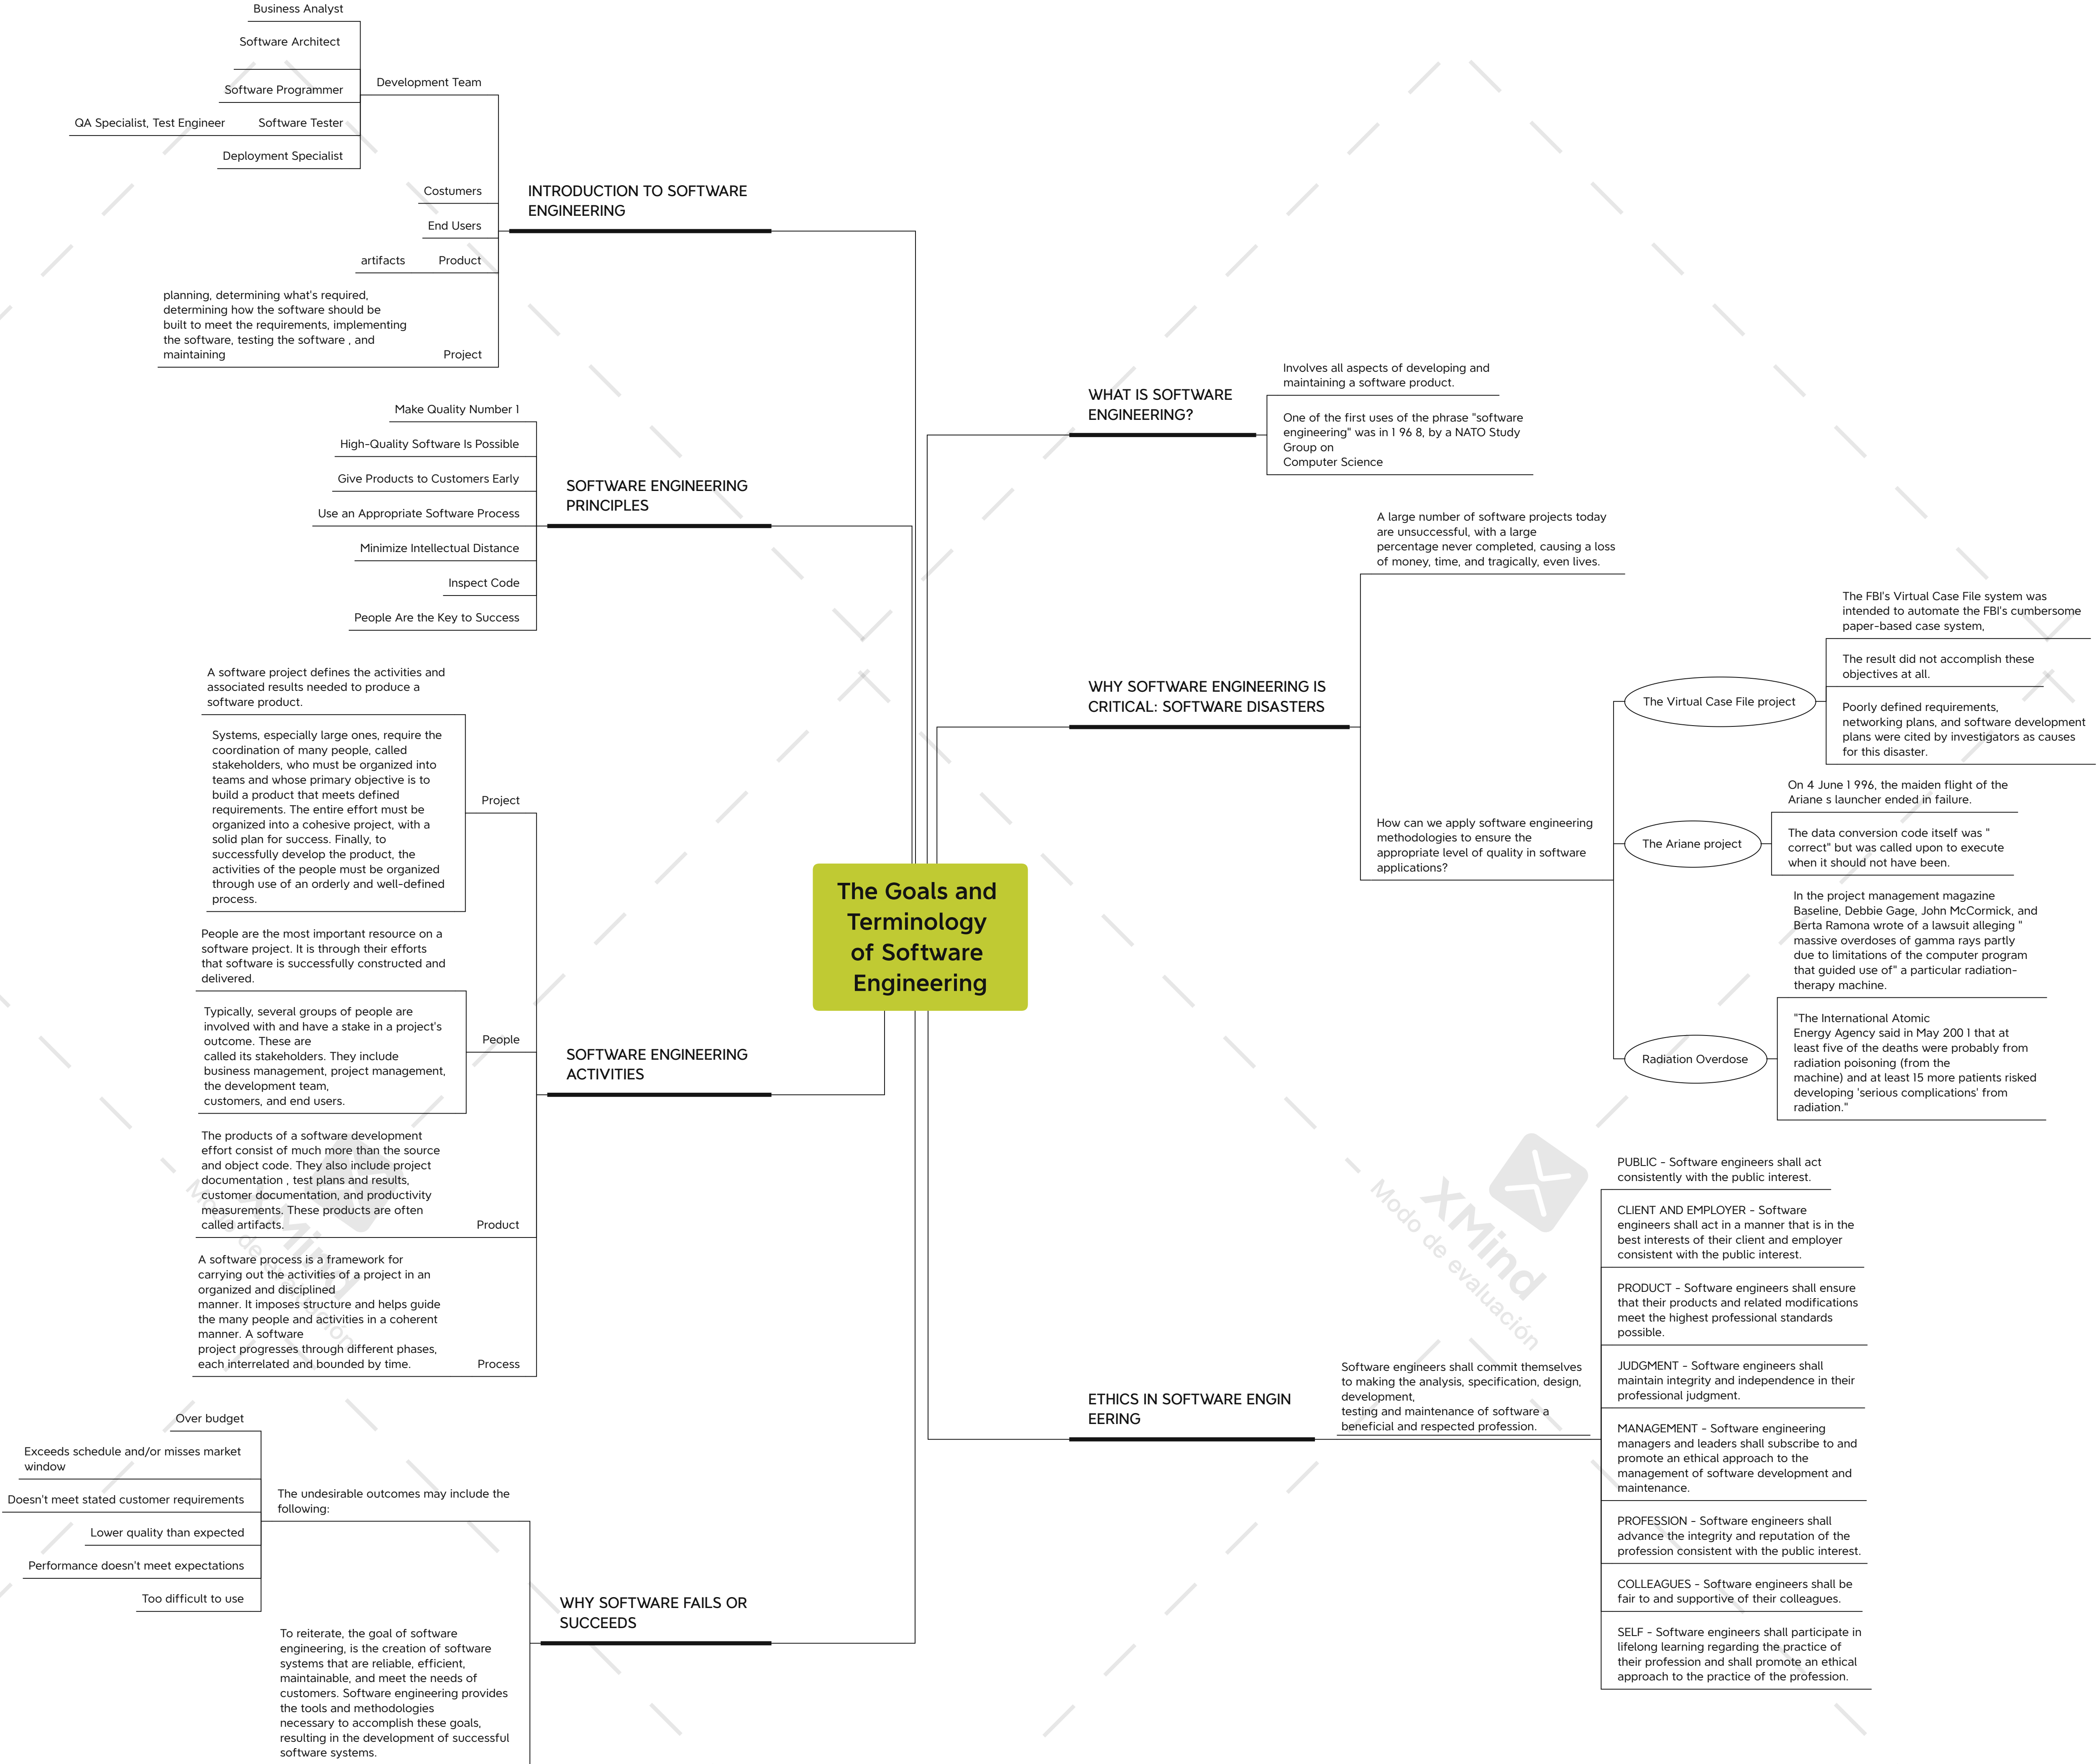 The Goals and
Terminology
of Software
Engineering
INTRODUCTION TO SOFTWARE
ENGINEERING
Development Team
Business Analyst
Software Architect
Software Programmer
Software Tester
QA Specialist, Test Engineer
Deployment Specialist
Costumers
End Users
Product
artifacts
Project
planning, determining what's required,
determining how the software should be
built to meet the requirements, implementing
the software, testing the software , and
maintaining
SOFTWARE ENGINEERING
PRINCIPLES
Make Quality Number 1
High-Quality Software Is Possible
Give Products to Customers Early
Use an Appropriate Software Process
Minimize Intellectual Distance
Inspect Code
People Are the Key to Success
SOFTWARE ENGINEERING
ACTIVITIES
Project
A software project defines the activities and
associated results needed to produce a
software product.
Systems, especially large ones, require the
coordination of many people, called
stakeholders, who must be organized into
teams and whose primary objective is to
build a product that meets defined
requirements. The entire effort must be
organized into a cohesive project, with a
solid plan for success. Finally, to
successfully develop the product, the
activities of the people must be organized
through use of an orderly and well-defined
process.
People
People are the most important resource on a
software project. It is through their efforts
that software is successfully constructed and
delivered.
Typically, several groups of people are
involved with and have a stake in a project's
outcome. These are
called its stakeholders. They include
business management, project management,
the development team,
customers, and end users.
Product
The products of a software development
effort consist of much more than the source
and object code. They also include project
documentation , test plans and results,
customer documentation, and productivity
measurements. These products are often
called artifacts.
Process
A software process is a framework for
carrying out the activities of a project in an
organized and disciplined
manner. It imposes structure and helps guide
the many people and activities in a coherent
manner. A software
project progresses through different phases,
each interrelated and bounded by time.
WHY SOFTWARE FAILS OR
SUCCEEDS
The undesirable outcomes may include the
following:
Over budget
Exceeds schedule and/or misses market
window
Doesn't meet stated customer requirements
Lower quality than expected
Performance doesn't meet expectations
Too difficult to use
To reiterate, the goal of software
engineering, is the creation of software
systems that are reliable, efficient,
maintainable, and meet the needs of
customers. Software engineering provides
the tools and methodologies
necessary to accomplish these goals,
resulting in the development of successful
software systems.
WHAT IS SOFTWARE
ENGINEERING?
Involves all aspects of developing and
maintaining a software product.
One of the first uses of the phrase "software
engineering" was in 1 96 8, by a NATO Study
Group on
Computer Science
WHY SOFTWARE ENGINEERING IS
CRITICAL: SOFTWARE DISASTERS
A large number of software projects today
are unsuccessful, with a large
percentage never completed, causing a loss
of money, time, and tragically, even lives.
How can we apply software engineering
methodologies to ensure the
appropriate level of quality in software
applications?
The Virtual Case File project
The FBI's Virtual Case File system was
intended to automate the FBI's cumbersome
paper-based case system,
The result did not accomplish these
objectives at all.
Poorly defined requirements,
networking plans, and software development
plans were cited by investigators as causes
for this disaster.
The Ariane project
On 4 June 1 996, the maiden flight of the
Ariane s launcher ended in failure.
The data conversion code itself was "
correct" but was called upon to execute
when it should not have been.
Radiation Overdose
In the project management magazine
Baseline, Debbie Gage, John McCormick, and
Berta Ramona wrote of a lawsuit alleging "
massive overdoses of gamma rays partly
due to limitations of the computer program
that guided use of" a particular radiation-
therapy machine.
"The International Atomic
Energy Agency said in May 200 1 that at
least five of the deaths were probably from
radiation poisoning (from the
machine) and at least 15 more patients risked
developing 'serious complications' from
radiation."
ETHICS IN SOFTWARE ENGIN
EERING
Software engineers shall commit themselves
to making the analysis, specification, design,
development,
testing and maintenance of software a
beneficial and respected profession.
PUBLIC - Software engineers shall act
consistently with the public interest.
CLIENT AND EMPLOYER - Software
engineers shall act in a manner that is in the
best interests of their client and employer
consistent with the public interest.
PRODUCT - Software engineers shall ensure
that their products and related modifications
meet the highest professional standards
possible.
JUDGMENT - Software engineers shall
maintain integrity and independence in their
professional judgment.
MANAGEMENT - Software engineering
managers and leaders shall subscribe to and
promote an ethical approach to the
management of software development and
maintenance.
PROFESSION - Software engineers shall
advance the integrity and reputation of the
profession consistent with the public interest.
COLLEAGUES - Software engineers shall be
fair to and supportive of their colleagues.
SELF - Software engineers shall participate in
lifelong learning regarding the practice of
their profession and shall promote an ethical
approach to the practice of the profession.
XMind
Modo de evaluación
XMind
Modo de evaluación